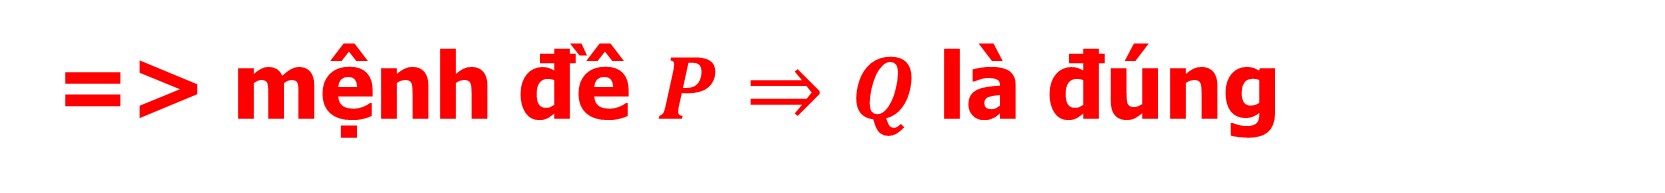 => mệnh đề P ⇒ Q là đúng